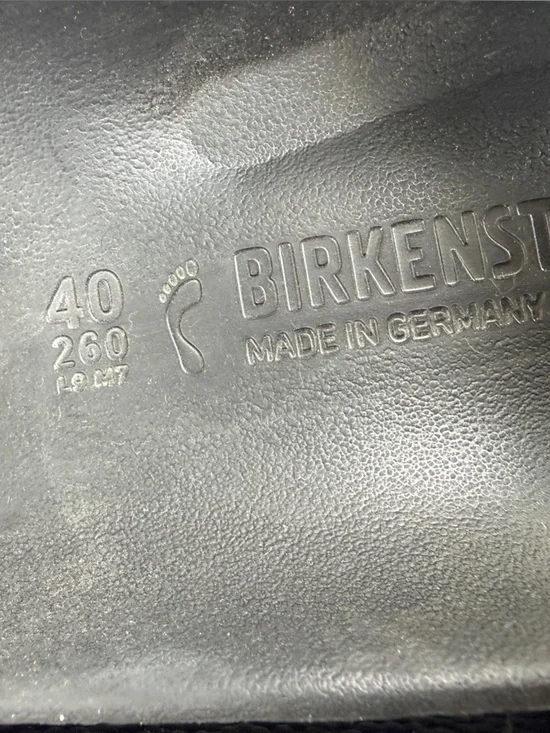 40
260
L9 M7
BIRKENST
MADE IN GERMANY